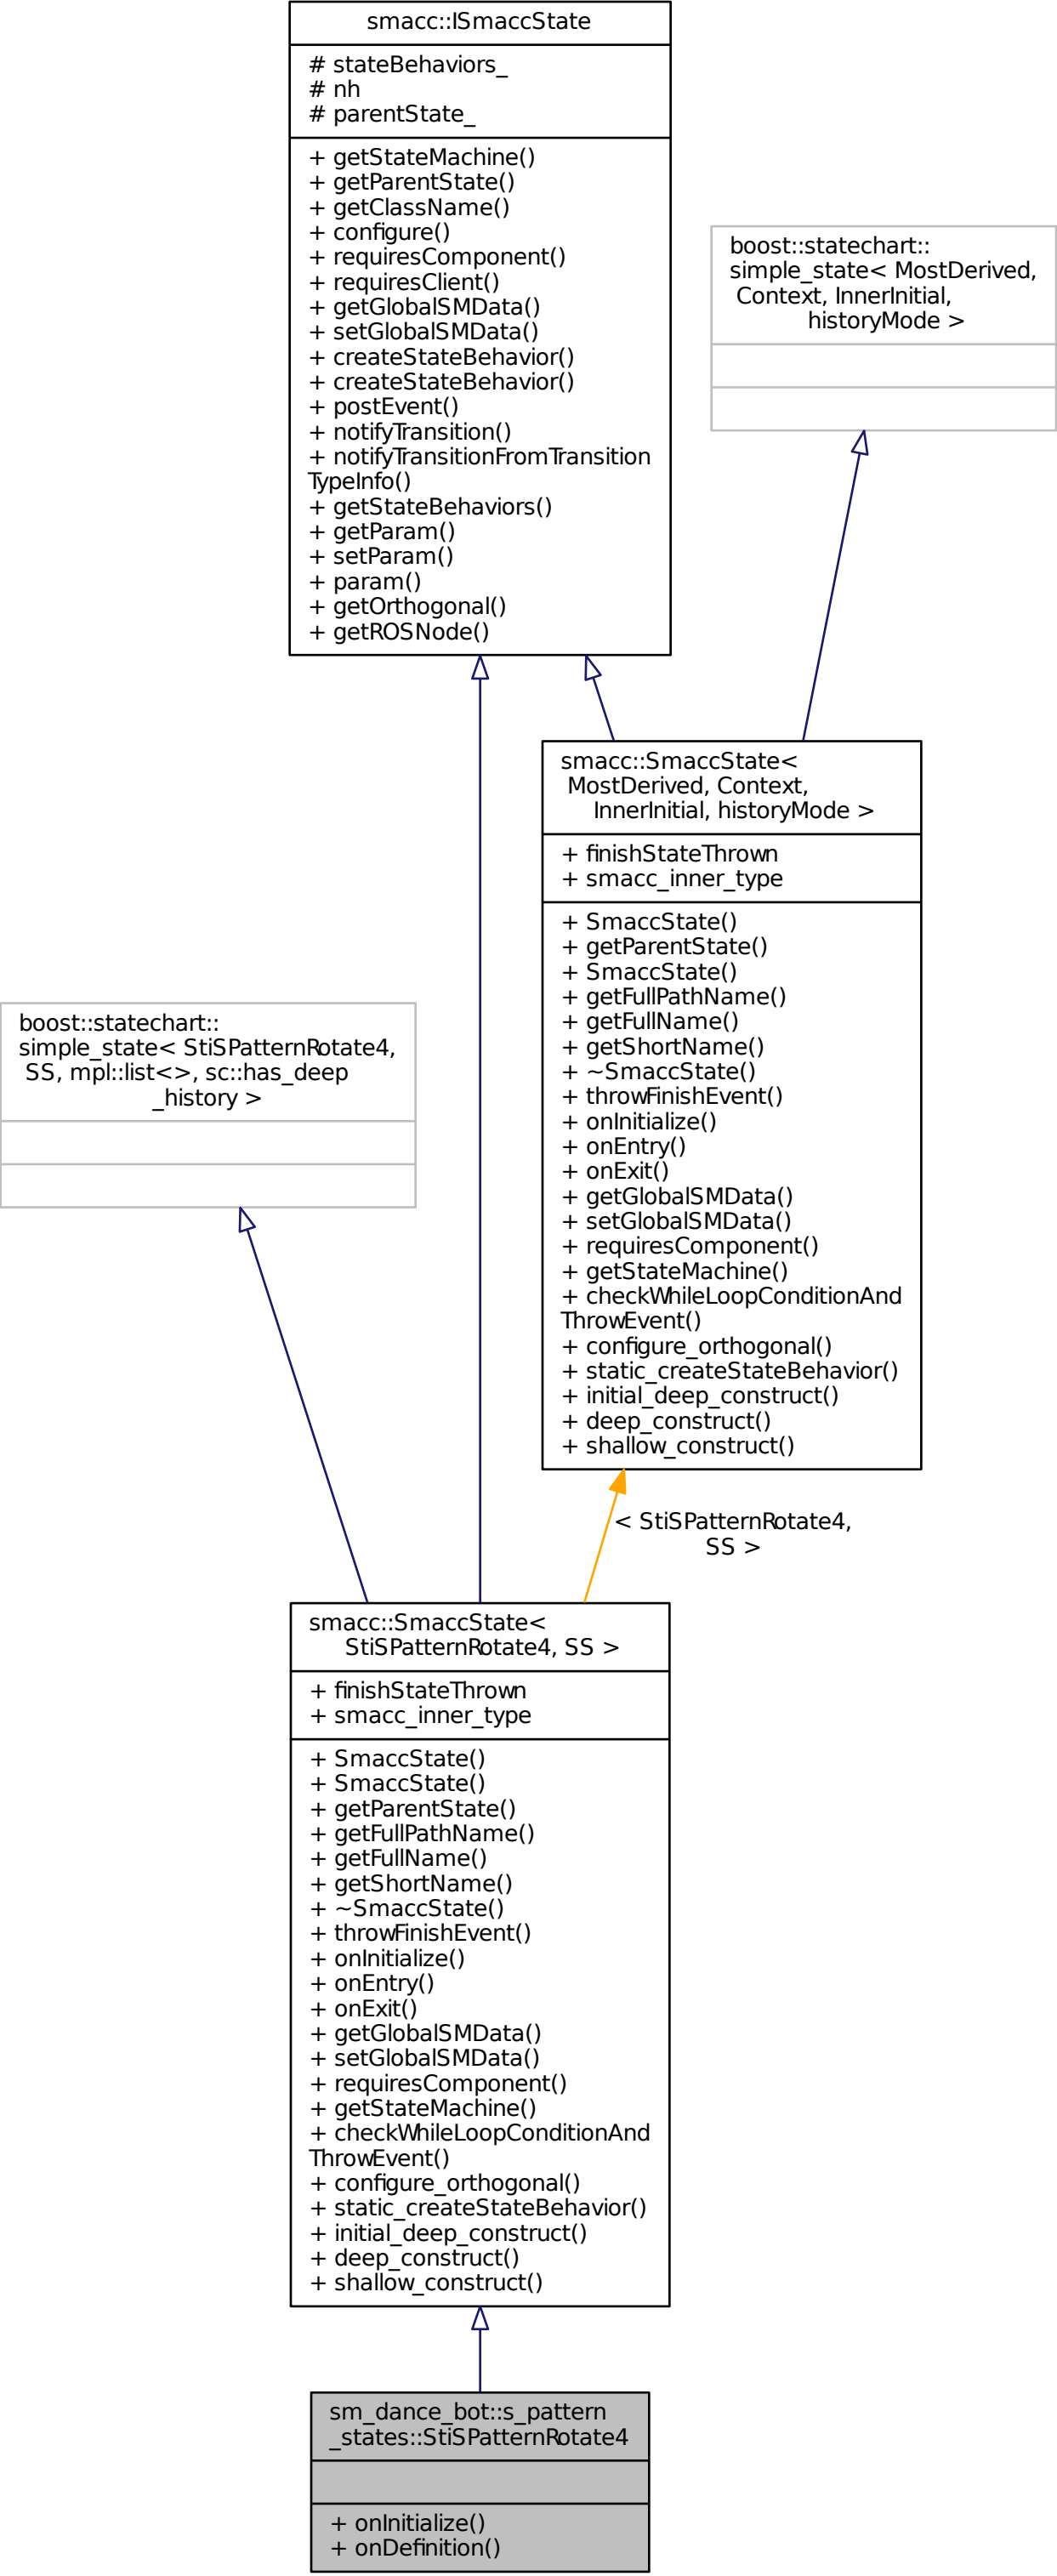 smacc::ISmaccState
# stateBehaviors_
# nh
# parentState_
+ getStateMachine()
+ getParentState()
+ getClassName()
+ configure()
+ requiresComponent()
+ requiresClient()
+ getGlobalSMData()
+ setGlobalSMData()
+ createStateBehavior()
+ createStateBehavior()
+ postEvent()
+ notifyTransition()
+ notifyTransitionFromTransition
TypeInfo()
+ getStateBehaviors()
+ getParam()
+ setParam()
+ param()
+ getOrthogonal()
+ getROSNode()
boost::statechart::
simple_state< MostDerived,
Context, InnerInitial,
historyMode >
smacc::SmaccState<
MostDerived, Context,
InnerInitial, historyMode >
+ finishStateThrown
+ smacc_inner_type
+ SmaccState()
+ getParentState()
+ SmaccState()
+ getFullPathName()
+ getFullName()
+ getShortName()
+ ~SmaccState()
+ throwFinishEvent()
+ onInitialize()
+ onEntry()
+ onExit()
+ getGlobalSMData()
+ setGlobalSMData()
+ requiresComponent()
+ getStateMachine()
+ checkWhileLoopConditionAnd
ThrowEvent()
+ configure_orthogonal()
+ static_createStateBehavior()
+ initial_deep_construct()
+ deep_construct()
+ shallow_construct()
boost::statechart::
simple_state< StiSPatternRotate4,
SS, mpl::list<>, sc::has_deep
_history >
< StiSPatternRotate4,
SS >
smacc::SmaccState<
StiSPatternRotate4, SS >
+ finishStateThrown
+ smacc_inner_type
+ SmaccState()
+ SmaccState()
+ getParentState()
+ getFullPathName()
+ getFullName()
+ getShortName()
+ ~SmaccState()
+ throwFinishEvent()
+ onInitialize()
+ onEntry()
+ onExit()
+ getGlobalSMData()
+ setGlobalSMData()
+ requiresComponent()
+ getStateMachine()
+ checkWhileLoopConditionAnd
ThrowEvent()
+ configure_orthogonal()
+ static_createStateBehavior()
+ initial_deep_construct()
+ deep_construct()
+ shallow_construct()
sm_dance_bot::s_pattern
_states::StiSPatternRotate4
+ onInitialize()
+ onDefinition()